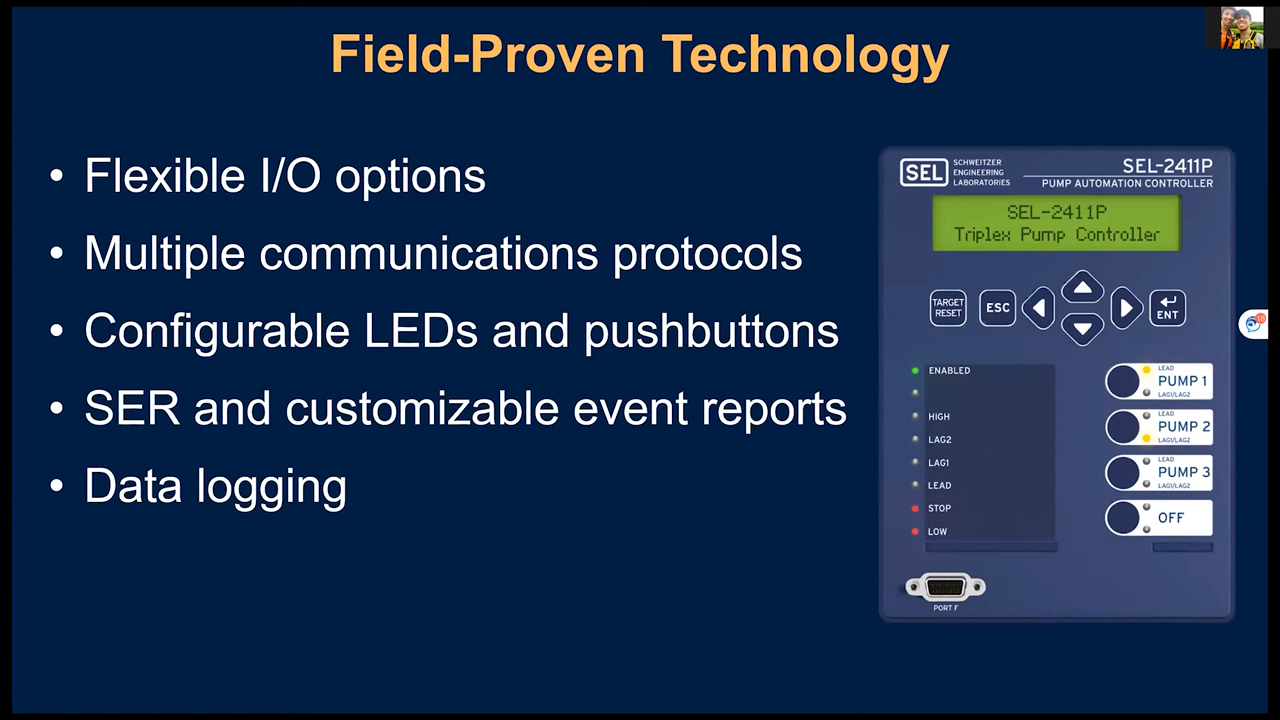 Field-Proven Technology
• Flexible I/O options
• Multiple communications protocols
• Configurable LEDs and pushbuttons
• SER and customizable event reports
• Data logging
SEL
SCHWEITZER
ENGINEERING
LABORATORIES
SEL-2411P
PUMP AUTOMATION CONTROLLER
SEL-2411P
Triplex Pump Controller
TARGET
RESET
ESC
ENT
ENABLED
HIGH
LAG2
LAG1
LEAD
STOP
LOW
LEAD
PUMP 1
LAG1/LAG2
LEAD
PUMP 2
LAG1/LAG2
LEAD
PUMP 3
LAG1/LAG2
OFF
PORT F